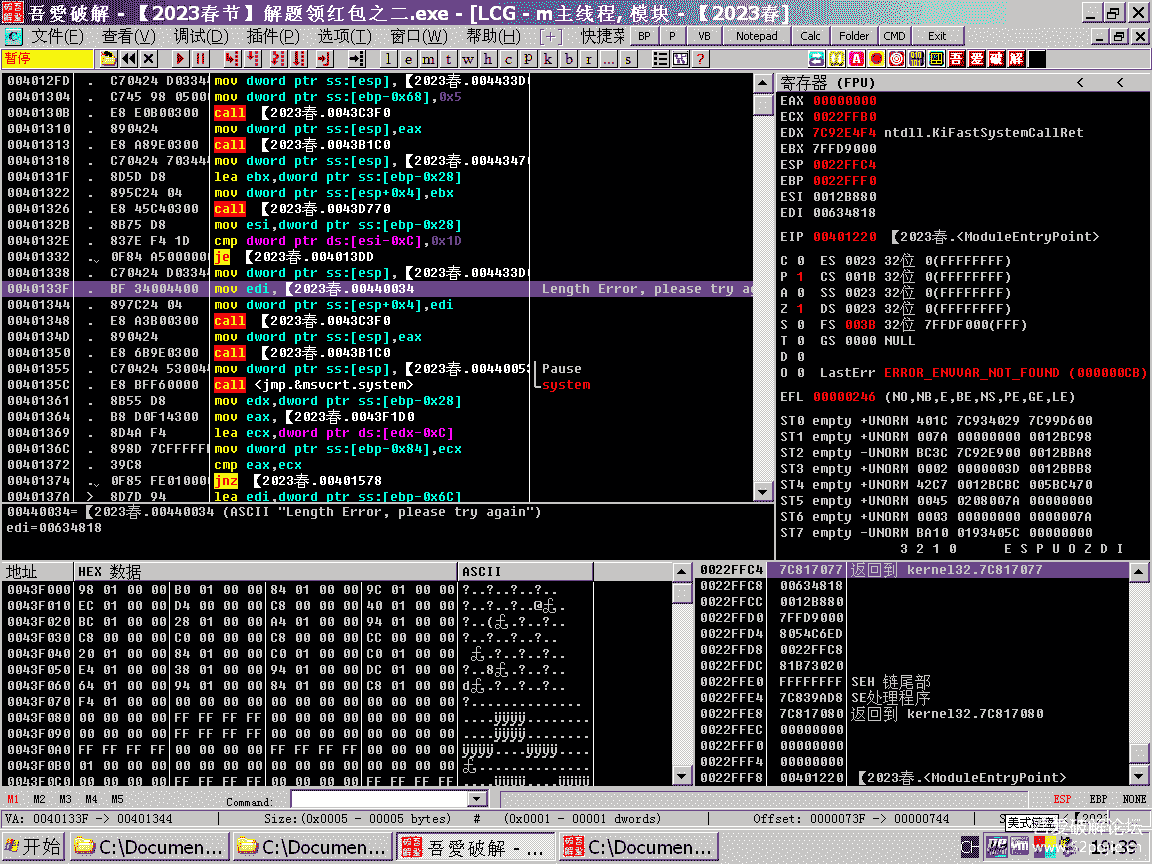 吾爱破解 - 【2023春节】解题领红包之二.exe - [LCG - m主线程, 模块 - 【2023春]
文件(F) 查看(V) 调试(D) 插件(P) 选项(T) 窗口(W) 帮助(H) [+] 快捷菜 BP P VB Notepad Calc Folder CMD Exit
暂停 l e m t w h c P k b r ... s ? A 吾 爱 破 解
004012FD . C70424 D0334 mov dword ptr ss:[esp],【2023春.004433D
00401304 . C745 98 0500 mov dword ptr ss:[ebp-0x68],0x5
0040130B . E8 E0B00300 call 【2023春.0043C3F0
00401310 . 890424 mov dword ptr ss:[esp],eax
00401313 . E8 A89E0300 call 【2023春.0043B1C0
00401318 . C70424 70344 mov dword ptr ss:[esp],【2023春.0044347
0040131F . 8D5D D8 lea ebx,dword ptr ss:[ebp-0x28]
00401322 . 895C24 04 mov dword ptr ss:[esp+0x4],ebx
00401326 . E8 45C40300 call 【2023春.0043D770
0040132B . 8B75 D8 mov esi,dword ptr ss:[ebp-0x28]
0040132E . 837E F4 1D cmp dword ptr ds:[esi-0xC],0x1D
00401332 . 0F84 A500000 je 【2023春.004013DD
00401338 . C70424 D0334 mov dword ptr ss:[esp],【2023春.004433D
0040133F . BF 34004400 mov edi,【2023春.00440034 Length Error, please try ag
00401344 . 897C24 04 mov dword ptr ss:[esp+0x4],edi
00401348 . E8 A3B00300 call 【2023春.0043C3F0
0040134D . 890424 mov dword ptr ss:[esp],eax
00401350 . E8 6B9E0300 call 【2023春.0043B1C0
00401355 . C70424 53004 mov dword ptr ss:[esp],【2023春.0044005 Pause
0040135C . E8 BFF60000 call <jmp.&msvcrt.system> system
00401361 . 8B55 D8 mov edx,dword ptr ss:[ebp-0x28]
00401364 . B8 D0F14300 mov eax,【2023春.0043F1D0
00401369 . 8D4A F4 lea ecx,dword ptr ds:[edx-0xC]
0040136C . 898D 7CFFFFF mov dword ptr ss:[ebp-0x84],ecx
00401372 . 39C8 cmp eax,ecx
00401374 . 0F85 FE01000 jnz 【2023春.00401578
0040137A > 8D7D 94 lea edi,dword ptr ss:[ebp-0x6C]
00440034=【2023春.00440034 (ASCII "Length Error, please try again")
edi=00634818
寄存器 (FPU) < <
EAX 00000000
ECX 0022FFB0
EDX 7C92E4F4 ntdll.KiFastSystemCallRet
EBX 7FFD9000
ESP 0022FFC4
EBP 0022FFF0
ESI 0012B880
EDI 00634818
EIP 00401220 【2023春.<ModuleEntryPoint>
C 0 ES 0023 32位 0(FFFFFFFF)
P 1 CS 001B 32位 0(FFFFFFFF)
A 0 SS 0023 32位 0(FFFFFFFF)
Z 1 DS 0023 32位 0(FFFFFFFF)
S 0 FS 003B 32位 7FFDF000(FFF)
T 0 GS 0000 NULL
D 0
O 0 LastErr ERROR_ENVVAR_NOT_FOUND (000000CB)
EFL 00000246 (NO,NB,E,BE,NS,PE,GE,LE)
ST0 empty +UNORM 401C 7C934029 7C99D600
ST1 empty +UNORM 007A 00000000 0012BC98
ST2 empty -UNORM BC3C 7C92E900 0012BBA8
ST3 empty +UNORM 0002 0000003D 0012BBB8
ST4 empty +UNORM 42C7 0012BCBC 005BC470
ST5 empty +UNORM 0045 0208007A 00000000
ST6 empty +UNORM 0003 00000000 0000007A
ST7 empty -UNORM BA10 0193405C 00000000
3 2 1 0 E S P U O Z D I
地址 HEX 数据 ASCII
0043F000 98 01 00 00 B0 01 00 00 84 01 00 00 9C 01 00 00 ?..?..?..?..
0043F010 EC 01 00 00 D4 00 00 00 C8 00 00 00 40 01 00 00
0043F020 BC 01 00 00 28 01 00 00 A4 01 00 00 94 01 00 00
0043F030 C8 00 00 00 C0 00 00 00 C8 00 00 00 CC 00 00 00 ?..?..?..?..
0043F040 20 01 00 00 84 01 00 00 C0 01 00 00 C0 01 00 00
0043F050 E4 01 00 00 38 01 00 00 94 01 00 00 DC 01 00 00
0043F060 64 01 00 00 94 01 00 00 84 01 00 00 C8 01 00 00
0043F070 F4 01 00 00 00 00 00 00 00 00 00 00 00 00 00 00 ?..............
0043F080 00 00 00 00 FF FF FF FF 00 00 00 00 00 00 00 00 ....ÿÿÿÿ........
0043F090 00 00 00 00 FF FF FF FF 00 00 00 00 00 00 00 00 ....ÿÿÿÿ........
0043F0A0 FF FF FF FF 00 00 00 00 FF FF FF FF 00 00 00 00 ÿÿÿÿ....ÿÿÿÿ....
0043F0B0 01 00 00 00 00 00 00 00 00 00 00 00 00 00 00 00
0043F0C0 00 00 00 00 FF FF FF FF 00 00 00 00 FF FF FF FF ....ÿÿÿÿ....ÿÿÿÿ
0022FFC4 7C817077 返回到 kernel32.7C817077
0022FFC8 00634818
0022FFCC 0012B880
0022FFD0 7FFD9000
0022FFD4 8054C6ED
0022FFD8 0022FFC8
0022FFDC 81B73020
0022FFE0 FFFFFFFF SEH 链尾部
0022FFE4 7C839AD8 SE处理程序
0022FFE8 7C817080 返回到 kernel32.7C817080
0022FFEC 00000000
0022FFF0 00000000
0022FFF4 00000000
0022FFF8 00401220 【2023春.<ModuleEntryPoint>
M1 M2 M3 M4 M5 Command: ESP EBP NONE
VA: 0040133F -> 00401344 Size:(0x0005 - 00005 bytes) # (0x0001 - 00001 dwords) Offset: 0000073F -> 00000744
开始 C:\Documen... C:\Documen... 吾爱破解 - ... C:\Documen... CH 19:39
吾爱破解论坛
www.52pojie.cn